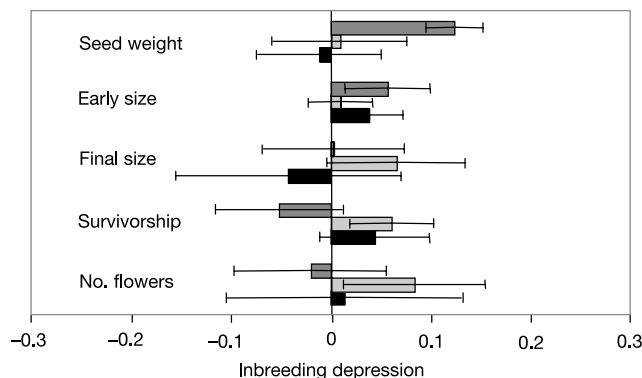 Seed weight
Early size
Final size
Survivorship
No. flowers
–0.3 –0.2 –0.1 0 0.1 0.2 0.3
Inbreeding depression